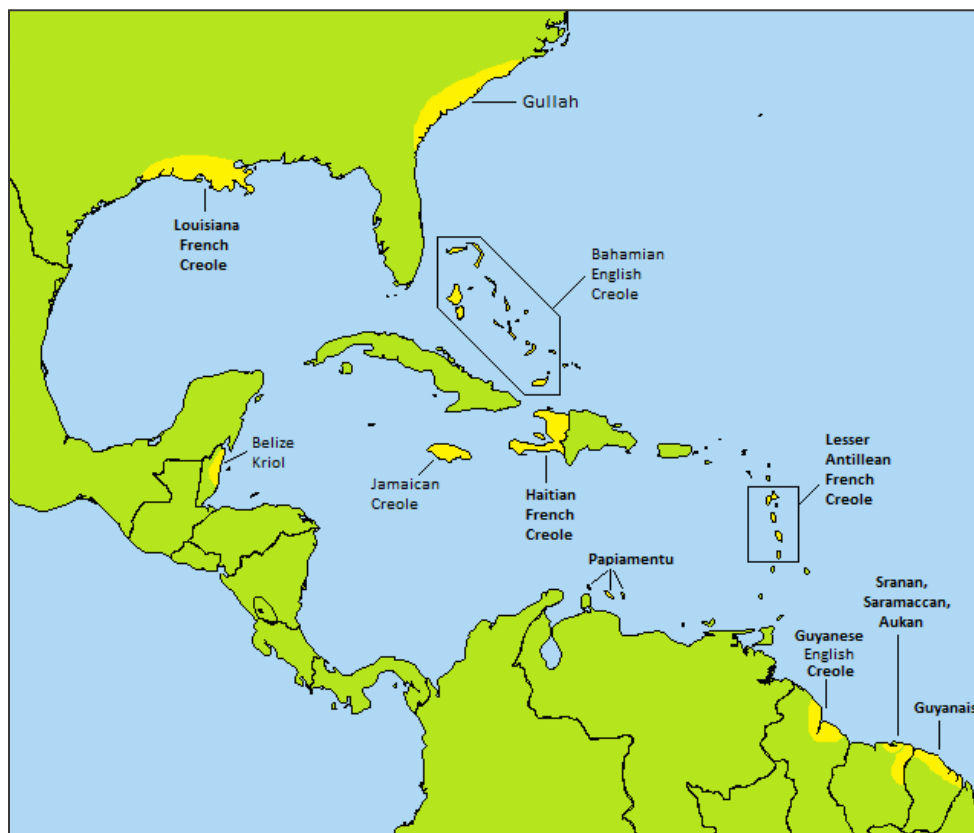 Gullah
Louisiana
French
Creole
Bahamian
English
Creole
Belize
Kriol
Jamaican
Creole
Haitian
French
Creole
Lesser
Antillean
French
Creole
Papiamentu
Sranan,
Saramaccan,
Aukan
Guyanese
English
Creole
Guyanais